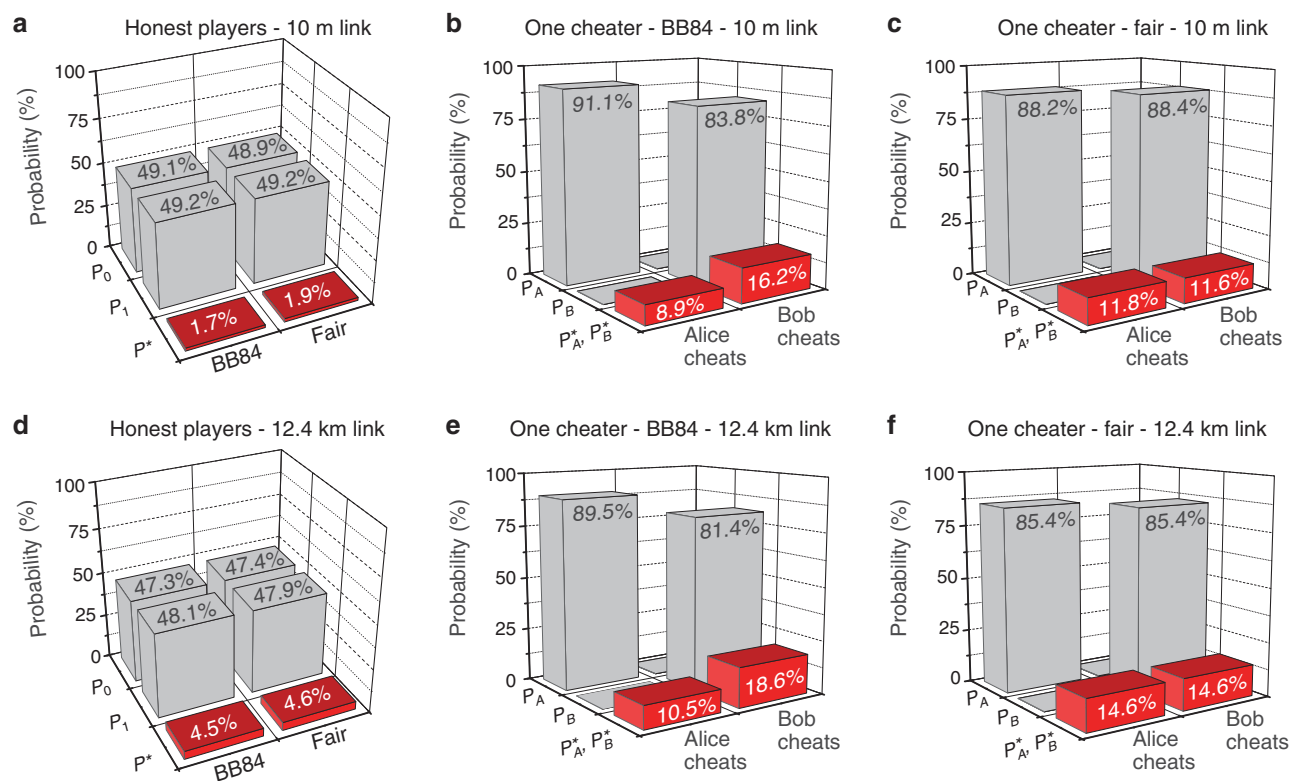 a Honest players - 10 m link
Probability (%)
100
75
50
25
0
49.1%
48.9%
49.2%
49.2%
1.7%
1.9%
P0
P1
P*
BB84
Fair
b One cheater - BB84 - 10 m link
Probability (%)
100
75
50
25
0
91.1%
83.8%
8.9%
16.2%
PA
PB
P*A, P*B
Alice
cheats
Bob
cheats
c One cheater - fair - 10 m link
Probability (%)
100
75
50
25
0
88.2%
88.4%
11.8%
11.6%
PA
PB
P*A, P*B
Alice
cheats
Bob
cheats
d Honest players - 12.4 km link
Probability (%)
100
75
50
25
0
47.3%
47.4%
48.1%
47.9%
4.5%
4.6%
P0
P1
P*
BB84
Fair
e One cheater - BB84 - 12.4 km link
Probability (%)
100
75
50
25
0
89.5%
81.4%
10.5%
18.6%
PA
PB
P*A, P*B
Alice
cheats
Bob
cheats
f One cheater - fair - 12.4 km link
Probability (%)
100
75
50
25
0
85.4%
85.4%
14.6%
14.6%
PA
PB
P*A, P*B
Alice
cheats
Bob
cheats